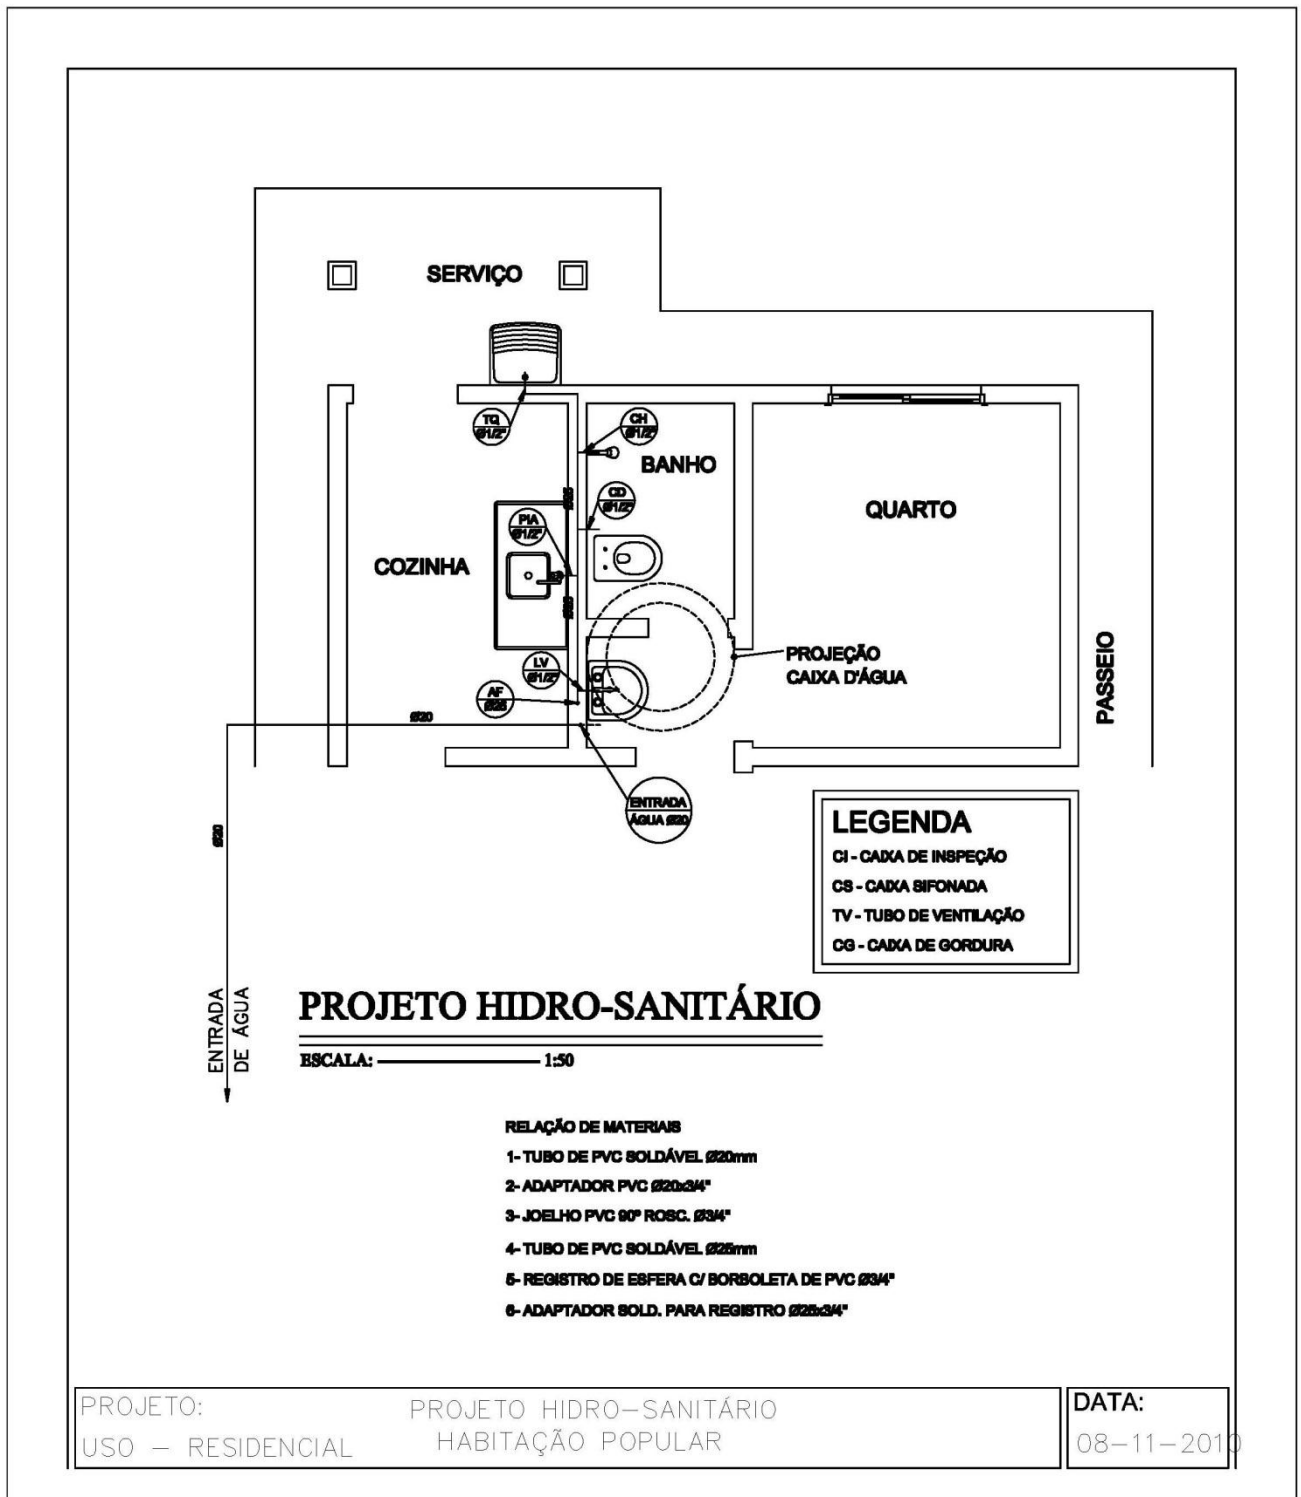 SERVIÇO
TQ
Ø1/2"
CH
Ø1/2"
BANHO
Ø25
CD
Ø1/2"
QUARTO
PIA
Ø1/2"
COZINHA
Ø25
PASSEIO
LV
Ø1/2"
PROJEÇÃO
CAIXA D'ÁGUA
AF
Ø25
Ø20
ENTRADA
ÁGUA Ø20
Ø20
LEGENDA
CI - CAIXA DE INSPEÇÃO
CS - CAIXA SIFONADA
TV - TUBO DE VENTILAÇÃO
CG - CAIXA DE GORDURA
ENTRADA
DE ÁGUA
PROJETO HIDRO-SANITÁRIO
ESCALA: 1:50
RELAÇÃO DE MATERIAIS
1- TUBO DE PVC SOLDÁVEL Ø20mm
2- ADAPTADOR PVC Ø20x3/4"
3- JOELHO PVC 90º ROSC. Ø3/4"
4- TUBO DE PVC SOLDÁVEL Ø25mm
5- REGISTRO DE ESFERA C/ BORBOLETA DE PVC Ø3/4"
6- ADAPTADOR SOLD. PARA REGISTRO Ø25x3/4"
PROJETO:
USO – RESIDENCIAL
PROJETO HIDRO–SANITÁRIO
HABITAÇÃO POPULAR
DATA:
08–11–2010